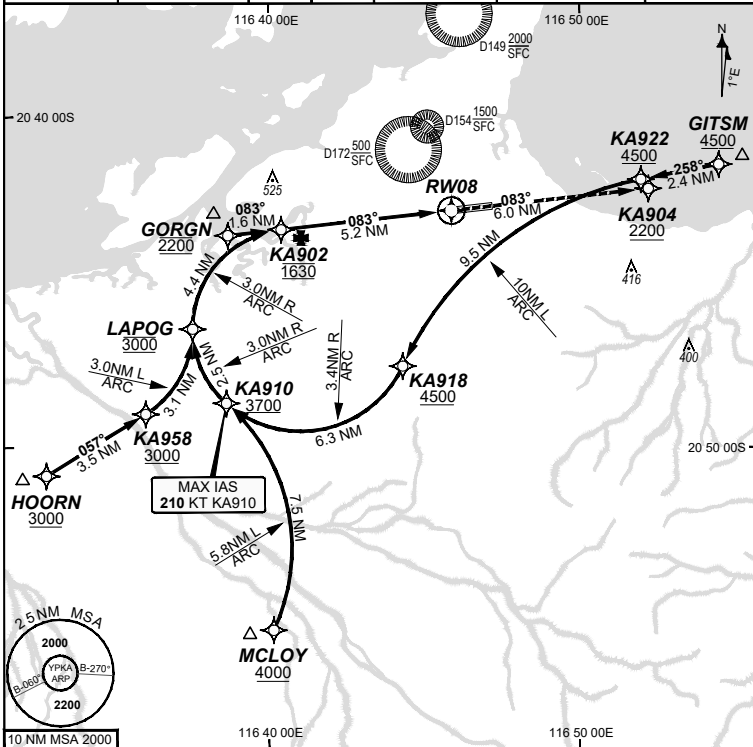 116 40 00E
116 50 00E
D149 2000
SFC
N
1°E
20 40 00S
D154 1500
SFC
D172 500
SFC
KA922
4500
GITSM
4500
258°
2.4 NM
525
RW08
083°
6.0 NM
KA904
2200
083°
1.6 NM
083°
5.2 NM
GORGN
2200
KA902
1630
416
9.5 NM
10NM L
ARC
4.4 NM
3.0NM R
ARC
LAPOG
3000
3.0NM R
ARC
3.4NM R
ARC
400
3.0NM L
ARC
3.1 NM
2.5 NM
KA918
4500
KA910
3700
KA958
3000
6.3 NM
057°
3.5 NM
20 50 00S
HOORN
3000
MAX IAS
210 KT KA910
7.5 NM
5.8NM L
ARC
MCLOY
4000
25 NM MSA
2000
YPKA
ARP
B-060°
B-270°
2200
10 NM MSA 2000
116 40 00E
116 50 00E